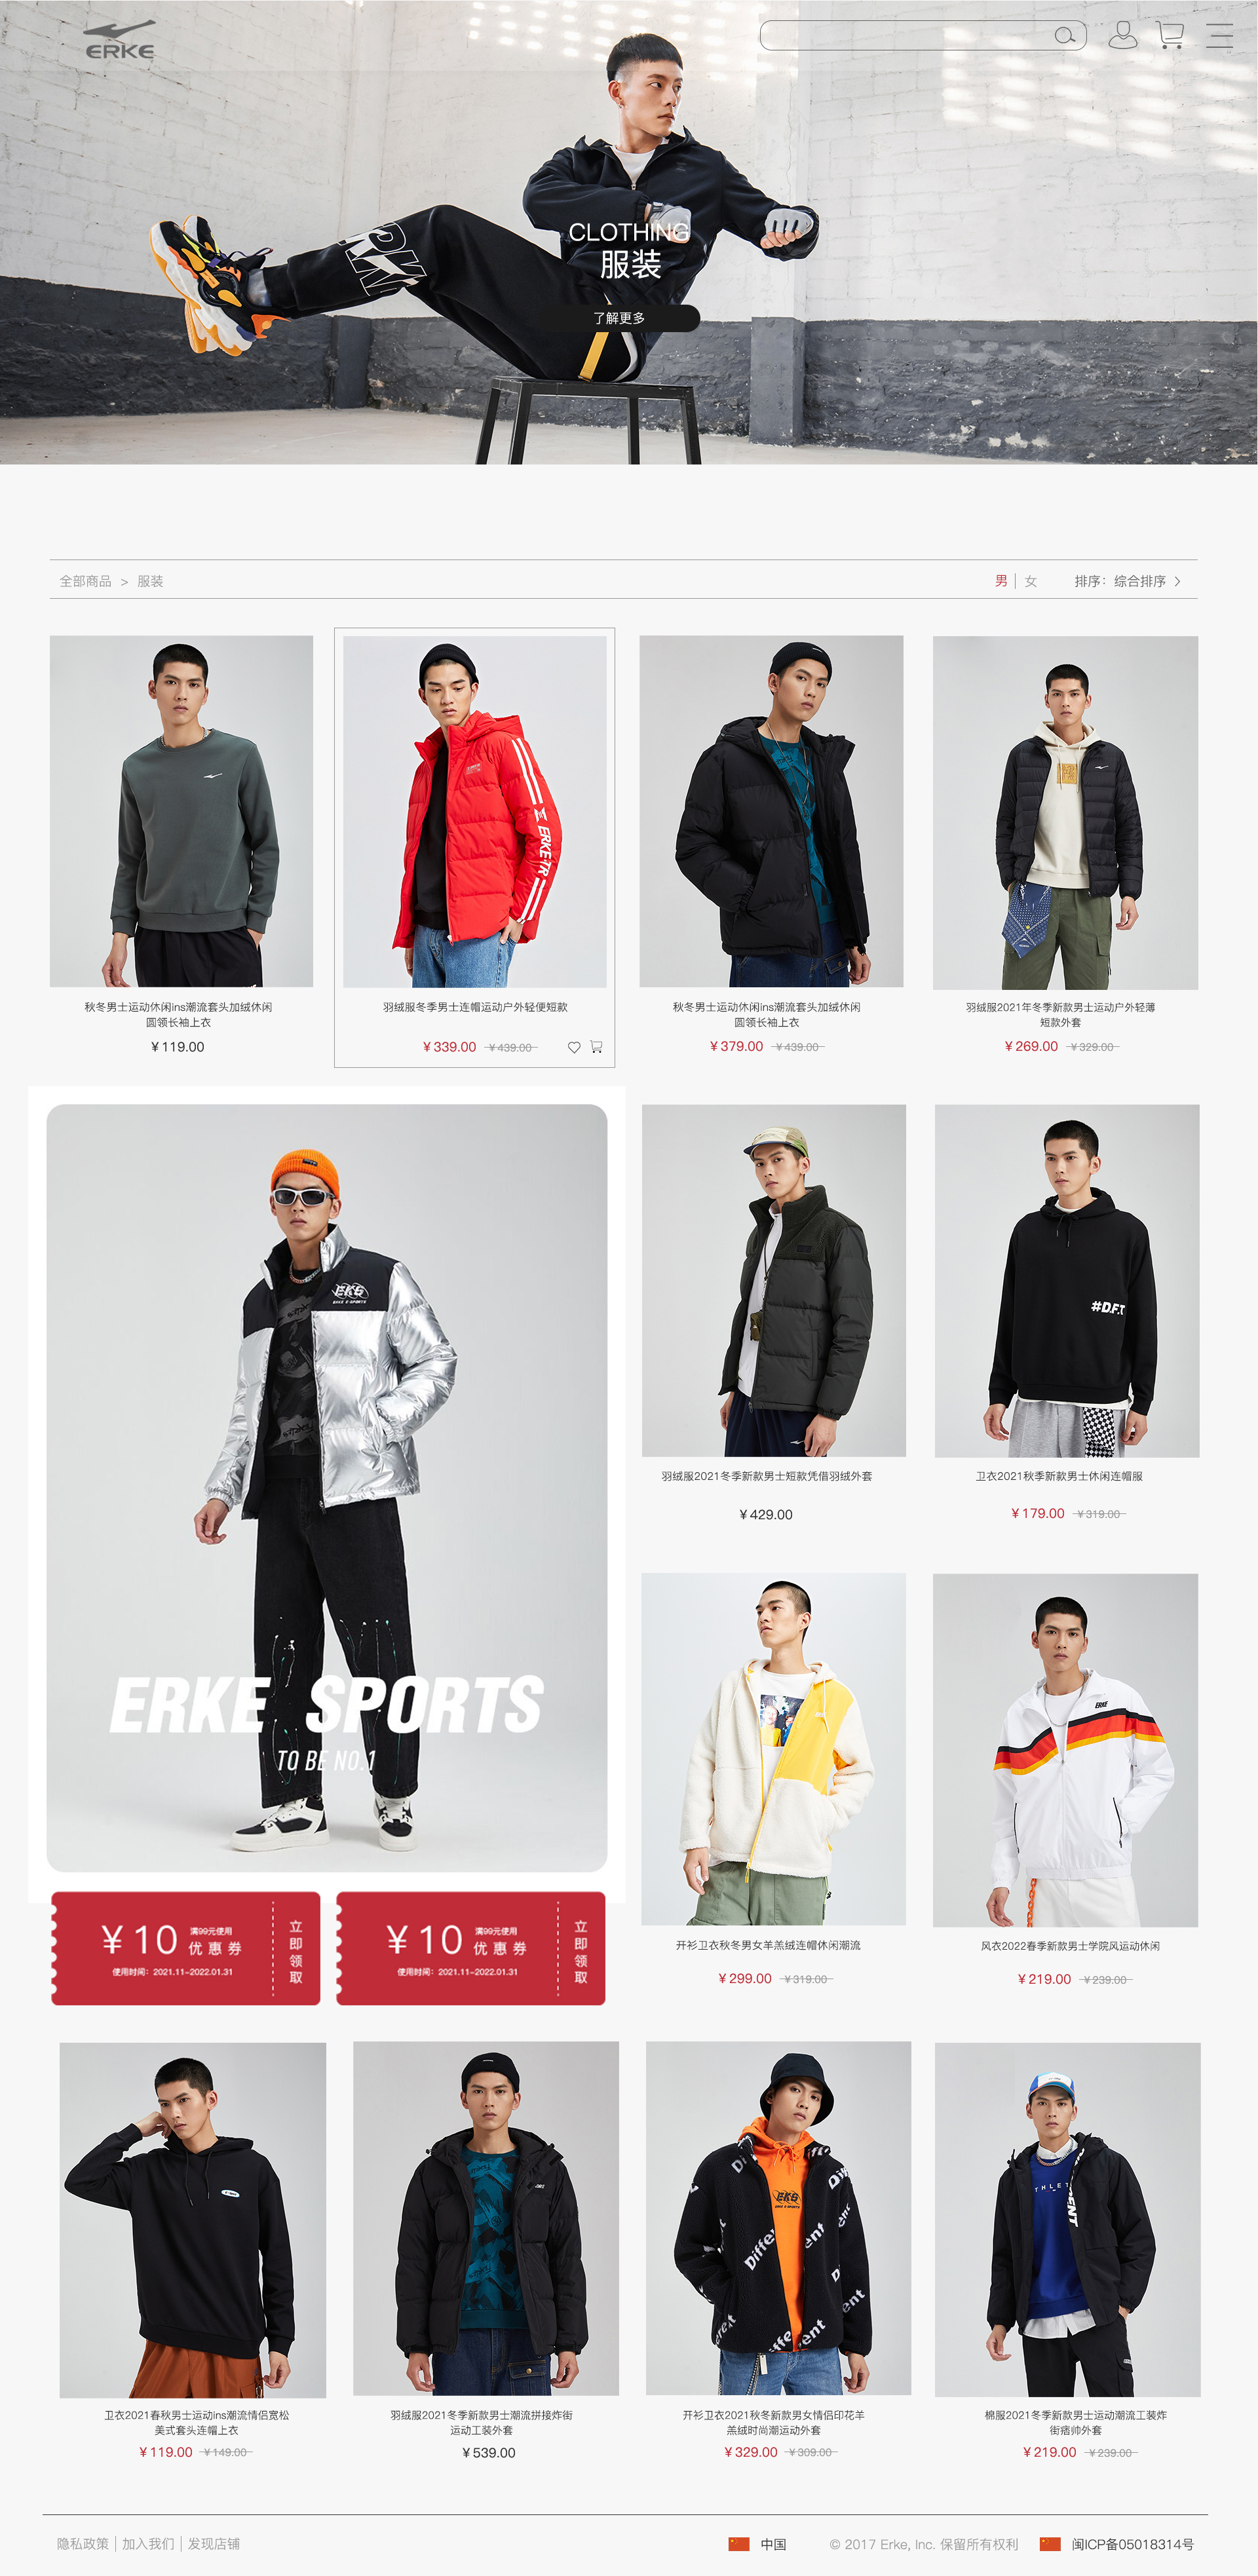 ERKE
CLOTHING
服装
了解更多
全部商品 > 服装
男 | 女
排序：综合排序 >
ERKE-TR
秋冬男士运动休闲ins潮流套头加绒休闲
圆领长袖上衣
￥119.00
羽绒服冬季男士连帽运动户外轻便短款
￥339.00 ￥439.00
秋冬男士运动休闲ins潮流套头加绒休闲
圆领长袖上衣
￥379.00 ￥439.00
羽绒服2021年冬季新款男士运动户外轻薄
短款外套
￥269.00 ￥329.00
EKS
ERKE E-SPORTS
ERKE SPORTS
TO BE NO.1
#D.F.T
羽绒服2021冬季新款男士短款凭借羽绒外套
￥429.00
卫衣2021秋季新款男士休闲连帽服
￥179.00 ￥319.00
ERKE
开衫卫衣秋冬男女羊羔绒连帽休闲潮流
￥299.00 ￥319.00
风衣2022春季新款男士学院风运动休闲
￥219.00 ￥239.00
￥10
满99元使用
优惠券
使用时间：2021.11-2022.01.31
立即领取
￥10
满99元使用
优惠券
使用时间：2021.11-2022.01.31
立即领取
Different
EKS
卫衣2021春秋男士运动ins潮流情侣宽松
美式套头连帽上衣
￥119.00 ￥149.00
羽绒服2021冬季新款男士潮流拼接炸街
运动工装外套
￥539.00
开衫卫衣2021秋冬新款男女情侣印花羊
羔绒时尚潮运动外套
￥329.00 ￥309.00
棉服2021冬季新款男士运动潮流工装炸
街痞帅外套
￥219.00 ￥239.00
隐私政策 | 加入我们 | 发现店铺
中国
© 2017 Erke, Inc. 保留所有权利
闽ICP备05018314号